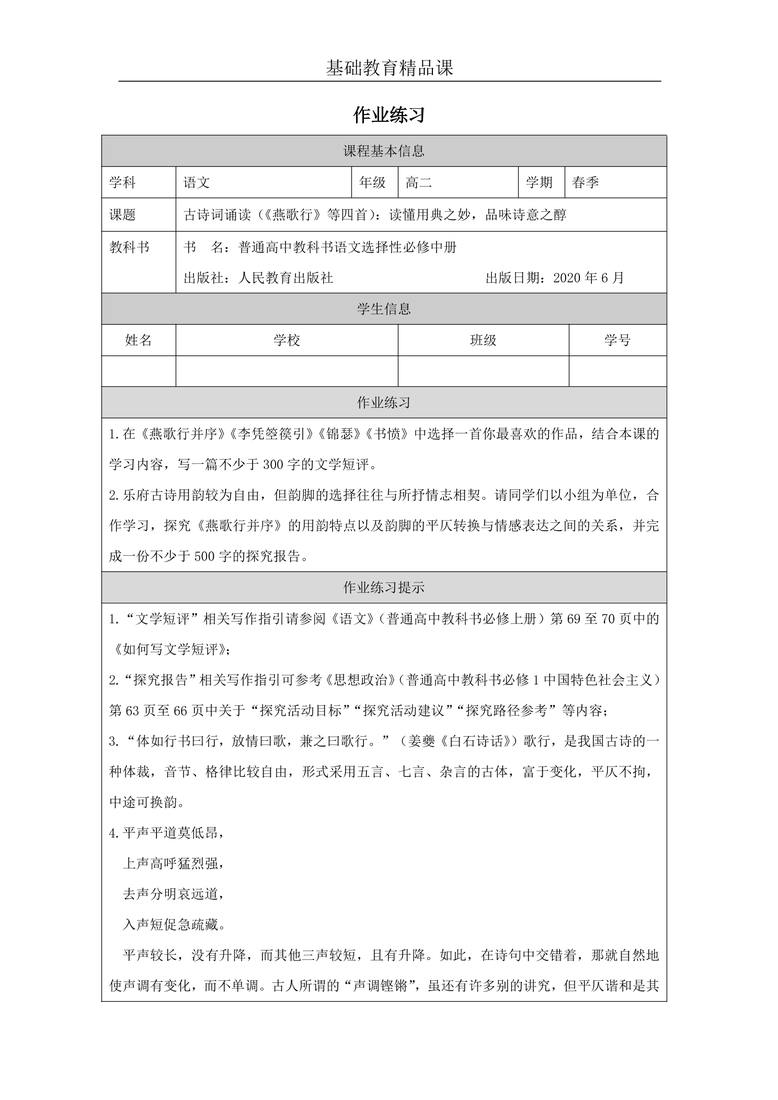 基础教育精品课
作业练习
课程基本信息
学科 语文 年级 高二 学期 春季
课题 古诗词诵读（《燕歌行》等四首）：读懂用典之妙，品味诗意之醇
教科书 书 名：普通高中教科书语文选择性必修中册
出版社：人民教育出版社 出版日期：2020 年 6 月
学生信息
姓名 学校 班级 学号
作业练习
1.在《燕歌行并序》《李凭箜篌引》《锦瑟》《书愤》中选择一首你最喜欢的作品，结合本课的
学习内容，写一篇不少于 300 字的文学短评。
2.乐府古诗用韵较为自由，但韵脚的选择往往与所抒情志相契。请同学们以小组为单位，合
作学习，探究《燕歌行并序》的用韵特点以及韵脚的平仄转换与情感表达之间的关系，并完
成一份不少于 500 字的探究报告。
作业练习提示
1.“文学短评”相关写作指引请参阅《语文》（普通高中教科书必修上册）第 69 至 70 页中的
《如何写文学短评》；
2.“探究报告”相关写作指引可参考《思想政治》（普通高中教科书必修 1 中国特色社会主义）
第 63 页至 66 页中关于“探究活动目标”“探究活动建议”“探究路径参考”等内容；
3.“体如行书曰行，放情曰歌，兼之曰歌行。”（姜夔《白石诗话》）歌行，是我国古诗的一
种体裁，音节、格律比较自由，形式采用五言、七言、杂言的古体，富于变化，平仄不拘，
中途可换韵。
4.平声平道莫低昂，
上声高呼猛烈强，
去声分明哀远道，
入声短促急疏藏。
平声较长，没有升降，而其他三声较短，且有升降。如此，在诗句中交错着，那就自然地
使声调有变化，而不单调。古人所谓的“声调铿锵”，虽还有许多别的讲究，但平仄谐和是其